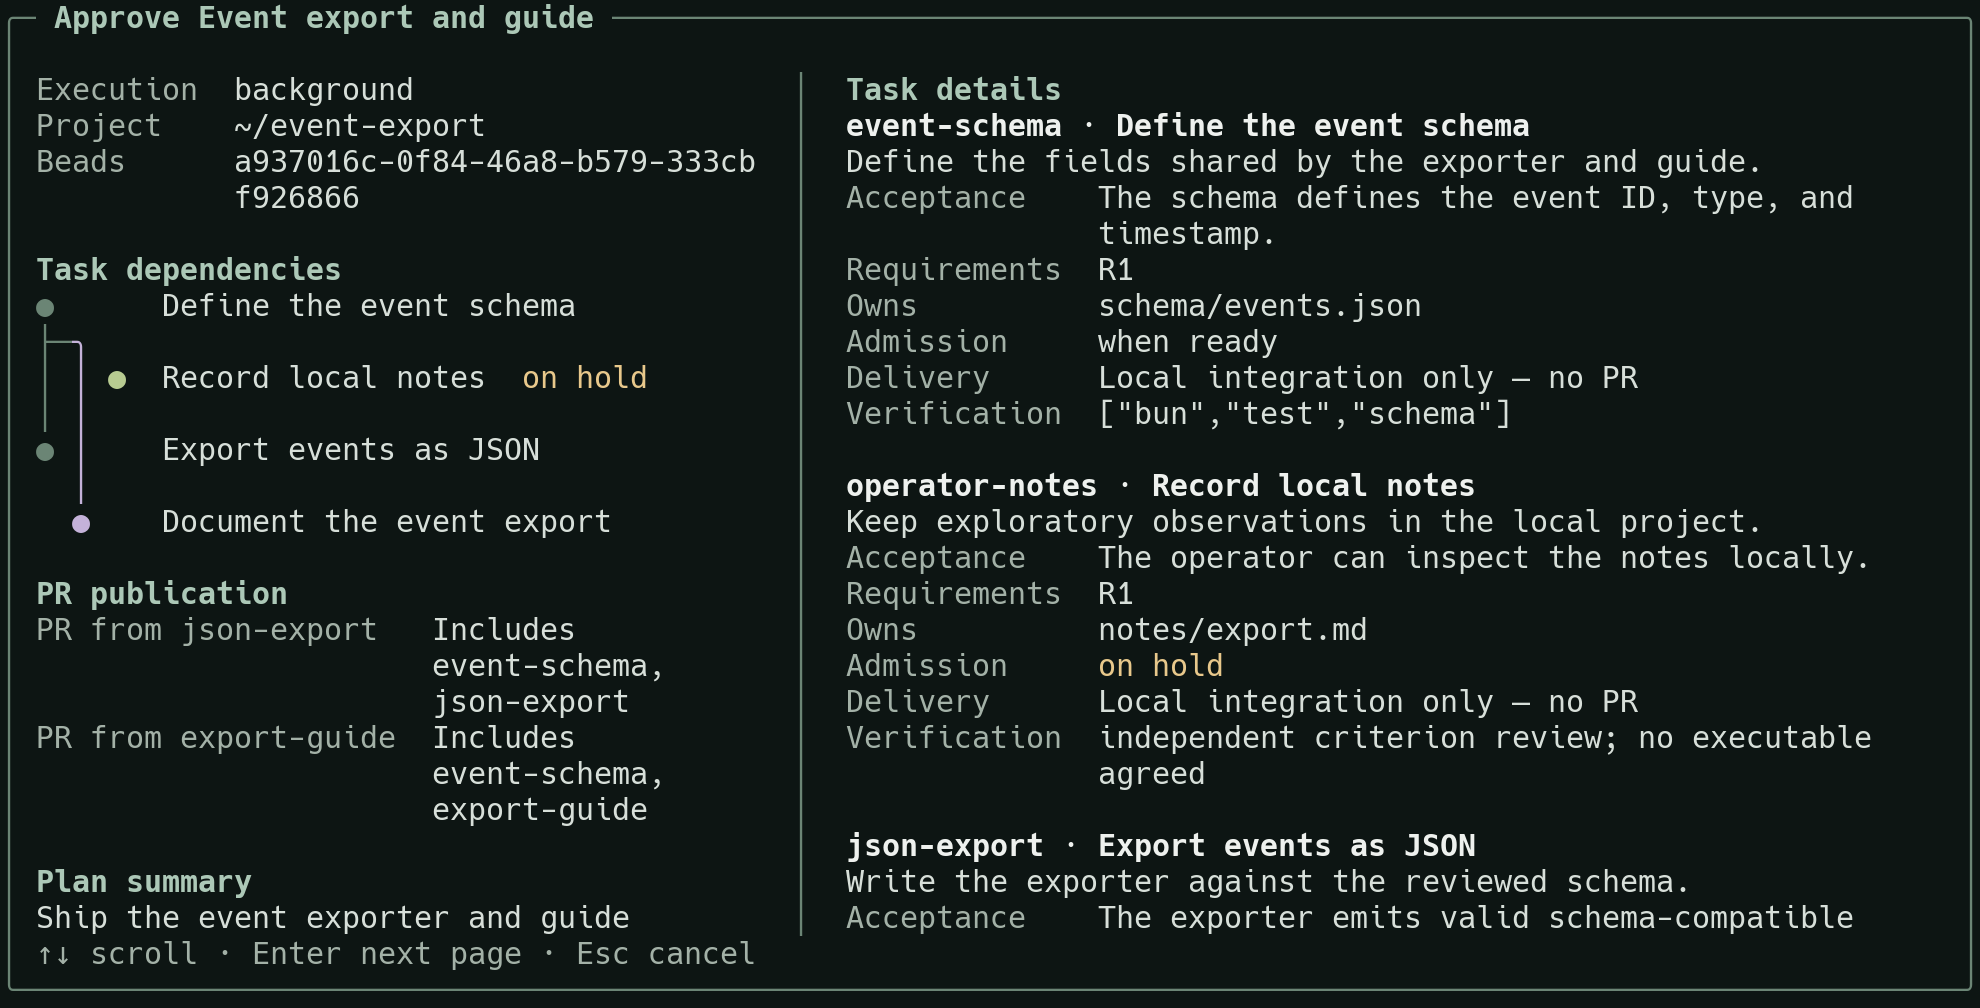 Approve Event export and guide
Execution  background
Project    ~/event-export
Beads      a937016c-0f84-46a8-b579-333cb
f926866
Task dependencies
Define the event schema
Record local notes  on hold
Export events as JSON
Document the event export
PR publication
PR from json-export   Includes
event-schema,
json-export
PR from export-guide  Includes
event-schema,
export-guide
Plan summary
Ship the event exporter and guide
↑↓ scroll · Enter next page · Esc cancel
Task details
event-schema · Define the event schema
Define the fields shared by the exporter and guide.
Acceptance    The schema defines the event ID, type, and
timestamp.
Requirements  R1
Owns          schema/events.json
Admission     when ready
Delivery      Local integration only — no PR
Verification  ["bun","test","schema"]
operator-notes · Record local notes
Keep exploratory observations in the local project.
Acceptance    The operator can inspect the notes locally.
Requirements  R1
Owns          notes/export.md
Admission     on hold
Delivery      Local integration only — no PR
Verification  independent criterion review; no executable
agreed
json-export · Export events as JSON
Write the exporter against the reviewed schema.
Acceptance    The exporter emits valid schema-compatible